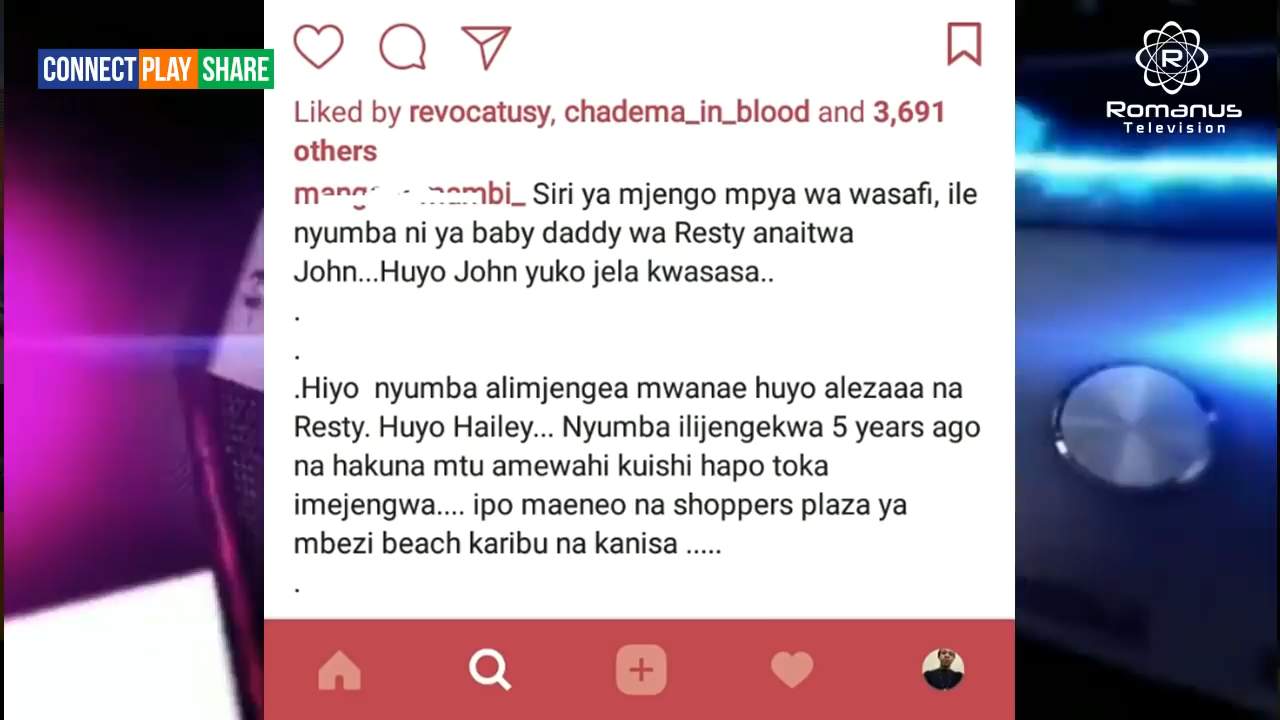 CONNECT PLAY SHARE
R
Romanus
Television
Liked by revocatusy, chadema_in_blood and 3,691
others
Siri ya mjengo mpya wa wasafi, ile
nyumba ni ya baby daddy wa Resty anaitwa
John...Huyo John yuko jela kwasasa..
.
.
.Hiyo nyumba alimjengea mwanae huyo alezaaa na
Resty. Huyo Hailey... Nyumba ilijengekwa 5 years ago
na hakuna mtu amewahi kuishi hapo toka
imejengwa.... ipo maeneo na shoppers plaza ya
mbezi beach karibu na kanisa .....
.